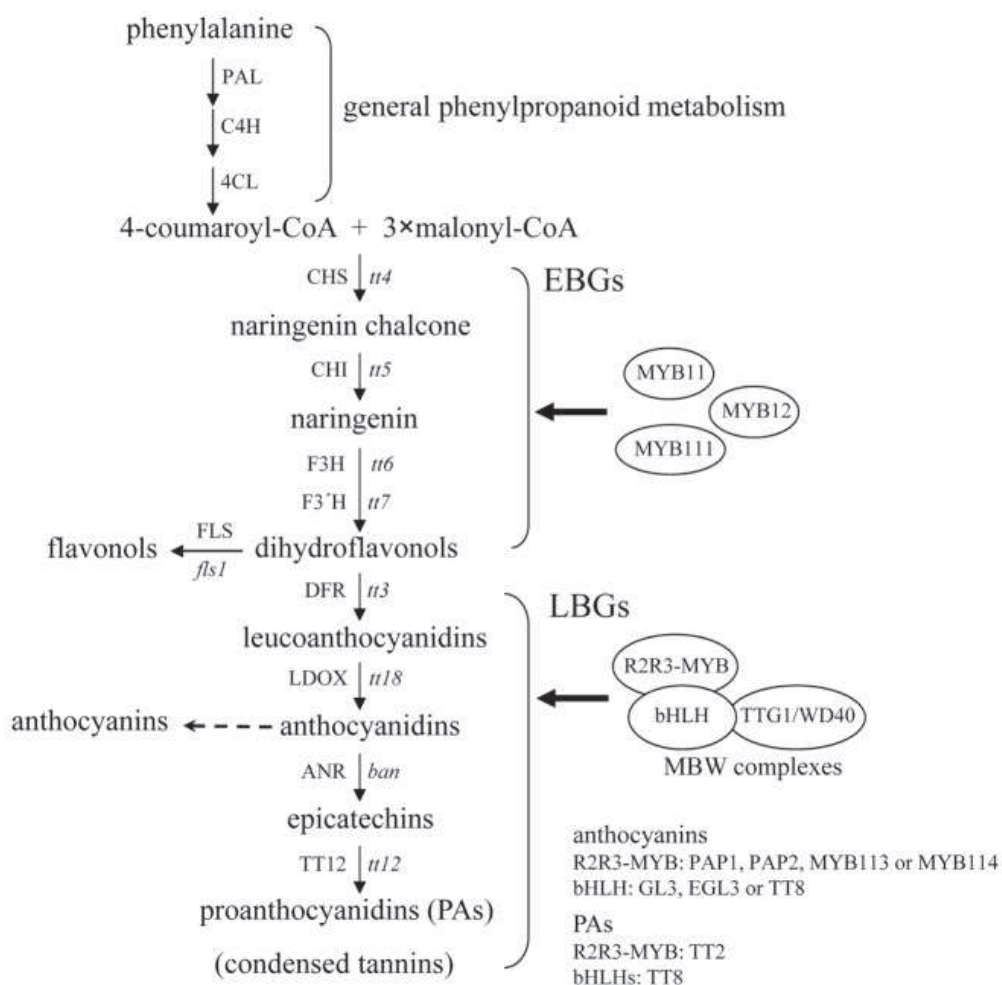 phenylalanine
PAL
general phenylpropanoid metabolism
C4H
4CL
4-coumaroyl-CoA + 3×malonyl-CoA
CHS tt4
EBGs
naringenin chalcone
CHI tt5
MYB11
MYB12
naringenin
MYB111
F3H tt6
F3´H tt7
FLS
flavonols dihydroflavonols
fls1
DFR tt3
LBGs
leucoanthocyanidins
R2R3-MYB
LDOX tt18
bHLH TTG1/WD40
anthocyanins anthocyanidins
MBW complexes
ANR ban
epicatechins
anthocyanins
R2R3-MYB: PAP1, PAP2, MYB113 or MYB114
bHLH: GL3, EGL3 or TT8
TT12 tt12
proanthocyanidins (PAs)
(condensed tannins)
PAs
R2R3-MYB: TT2
bHLHs: TT8